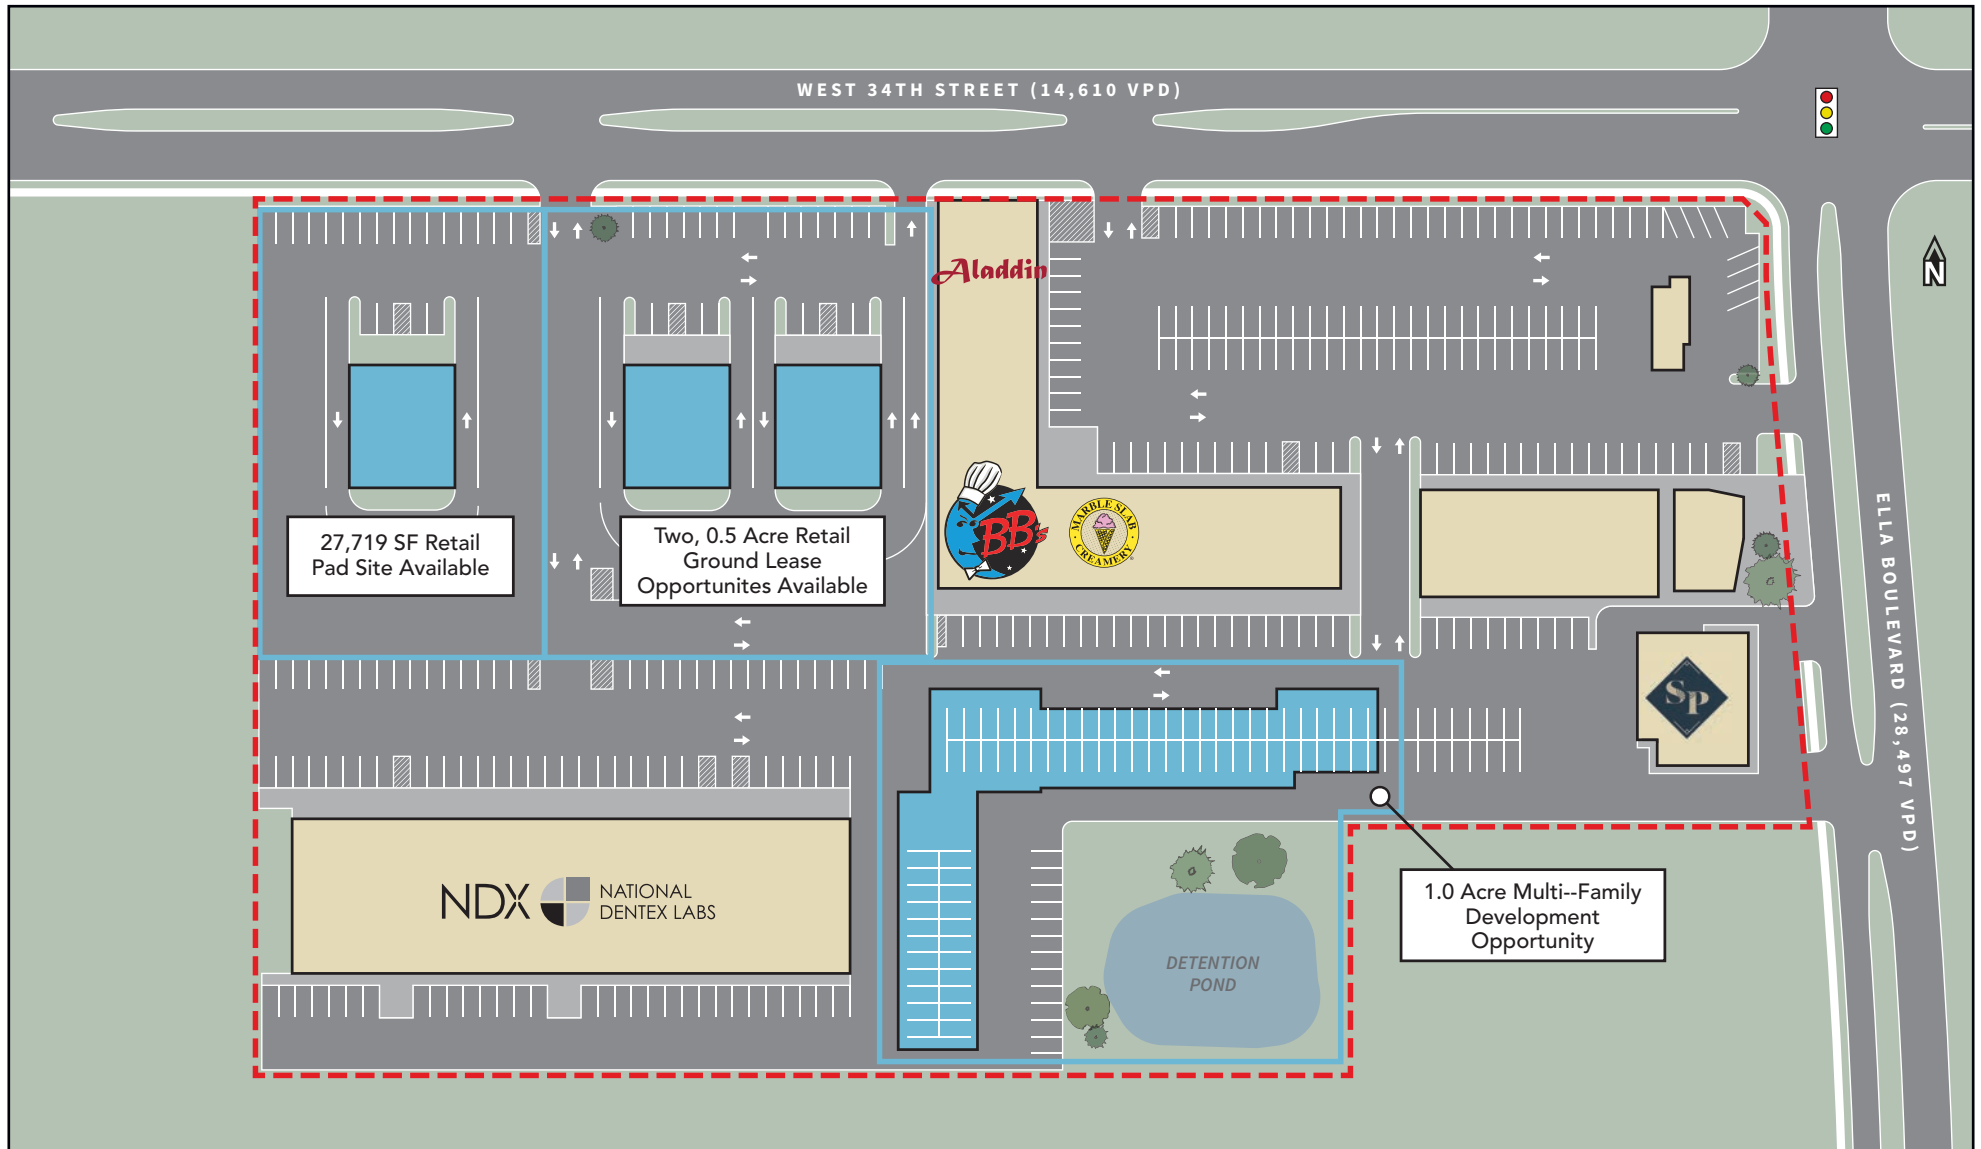 WEST 34TH STREET (14,610 VPD)
N
Aladdin
BB's
MARBLE SLAB
CREAMERY
27,719 SF Retail
Pad Site Available
Two, 0.5 Acre Retail
Ground Lease
Opportunites Available
ELLA BOULEVARD (28,497 VPD)
SP
NDX
NATIONAL
DENTEX LABS
1.0 Acre Multi--Family
Development
Opportunity
DETENTION
POND